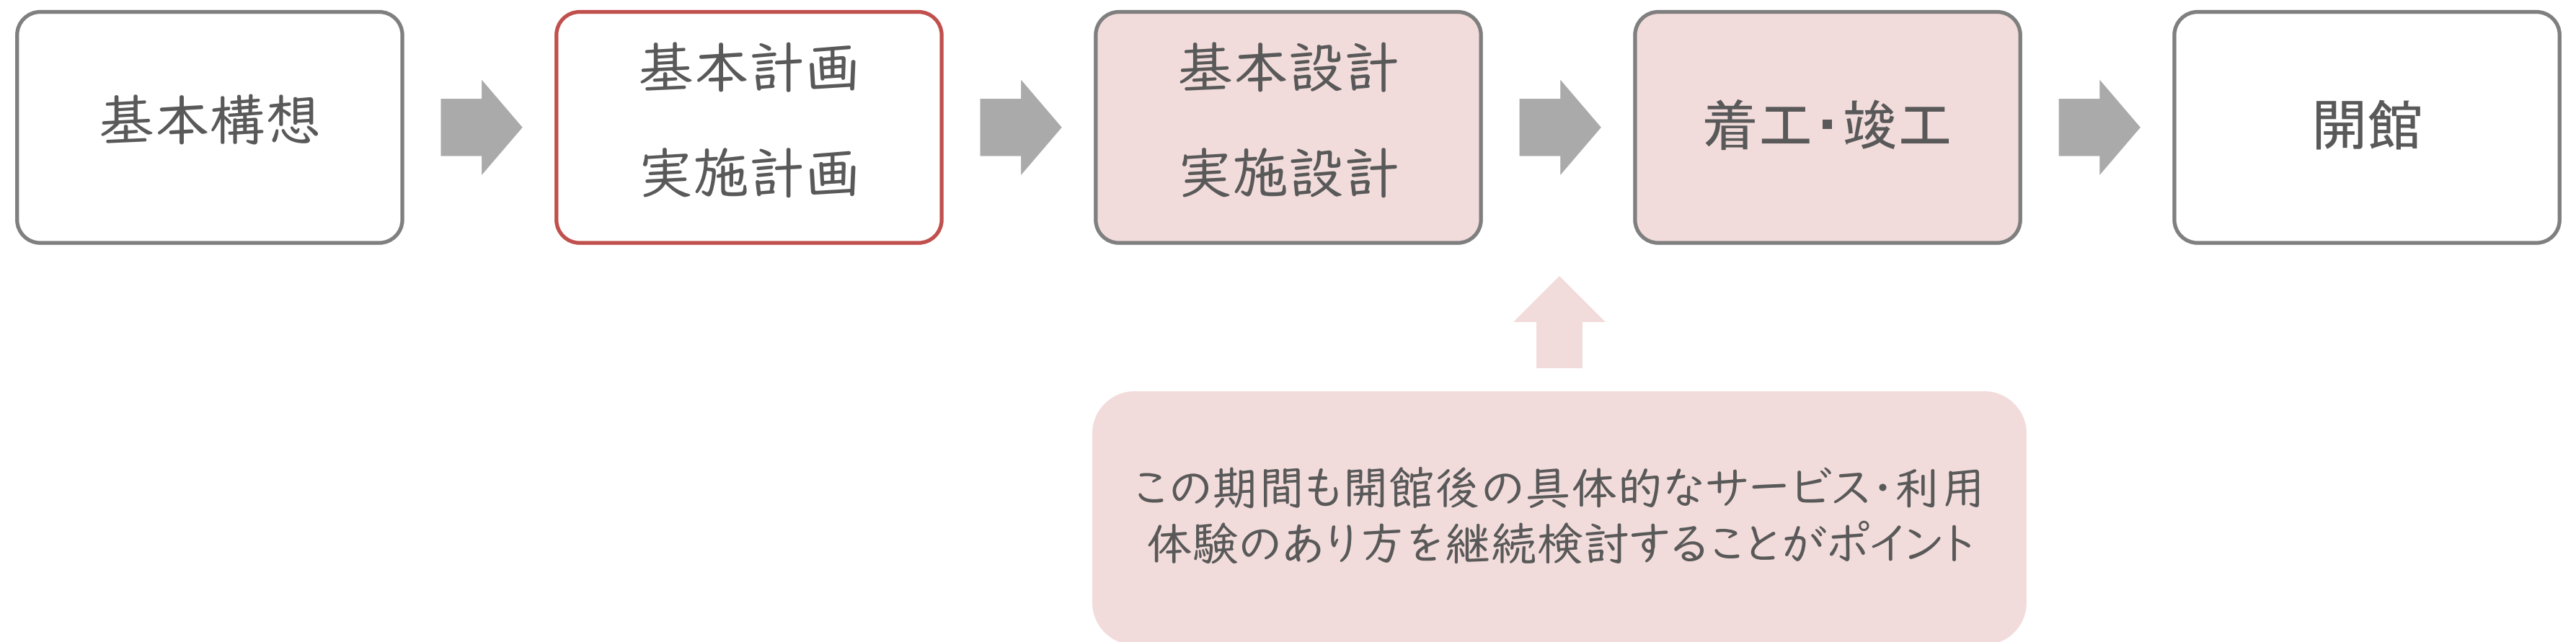 基本構想
基本計画
実施計画
基本設計
実施設計
着工・竣工
開館
この期間も開館後の具体的なサービス・利用
体験のあり方を継続検討することがポイント